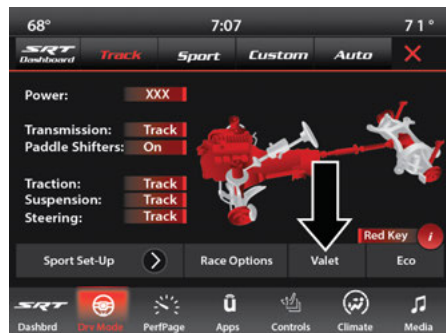 68° 7:07 71°
SRT Dashboard Track Sport Custom Auto
Power: XXX
Transmission: Track
Paddle Shifters: On
Traction: Track
Suspension: Track
Steering: Track
Red Key i
Sport Set-Up Race Options Valet Eco
SRT
Dashbrd Drv Mode PerfPage Apps Controls Climate Media